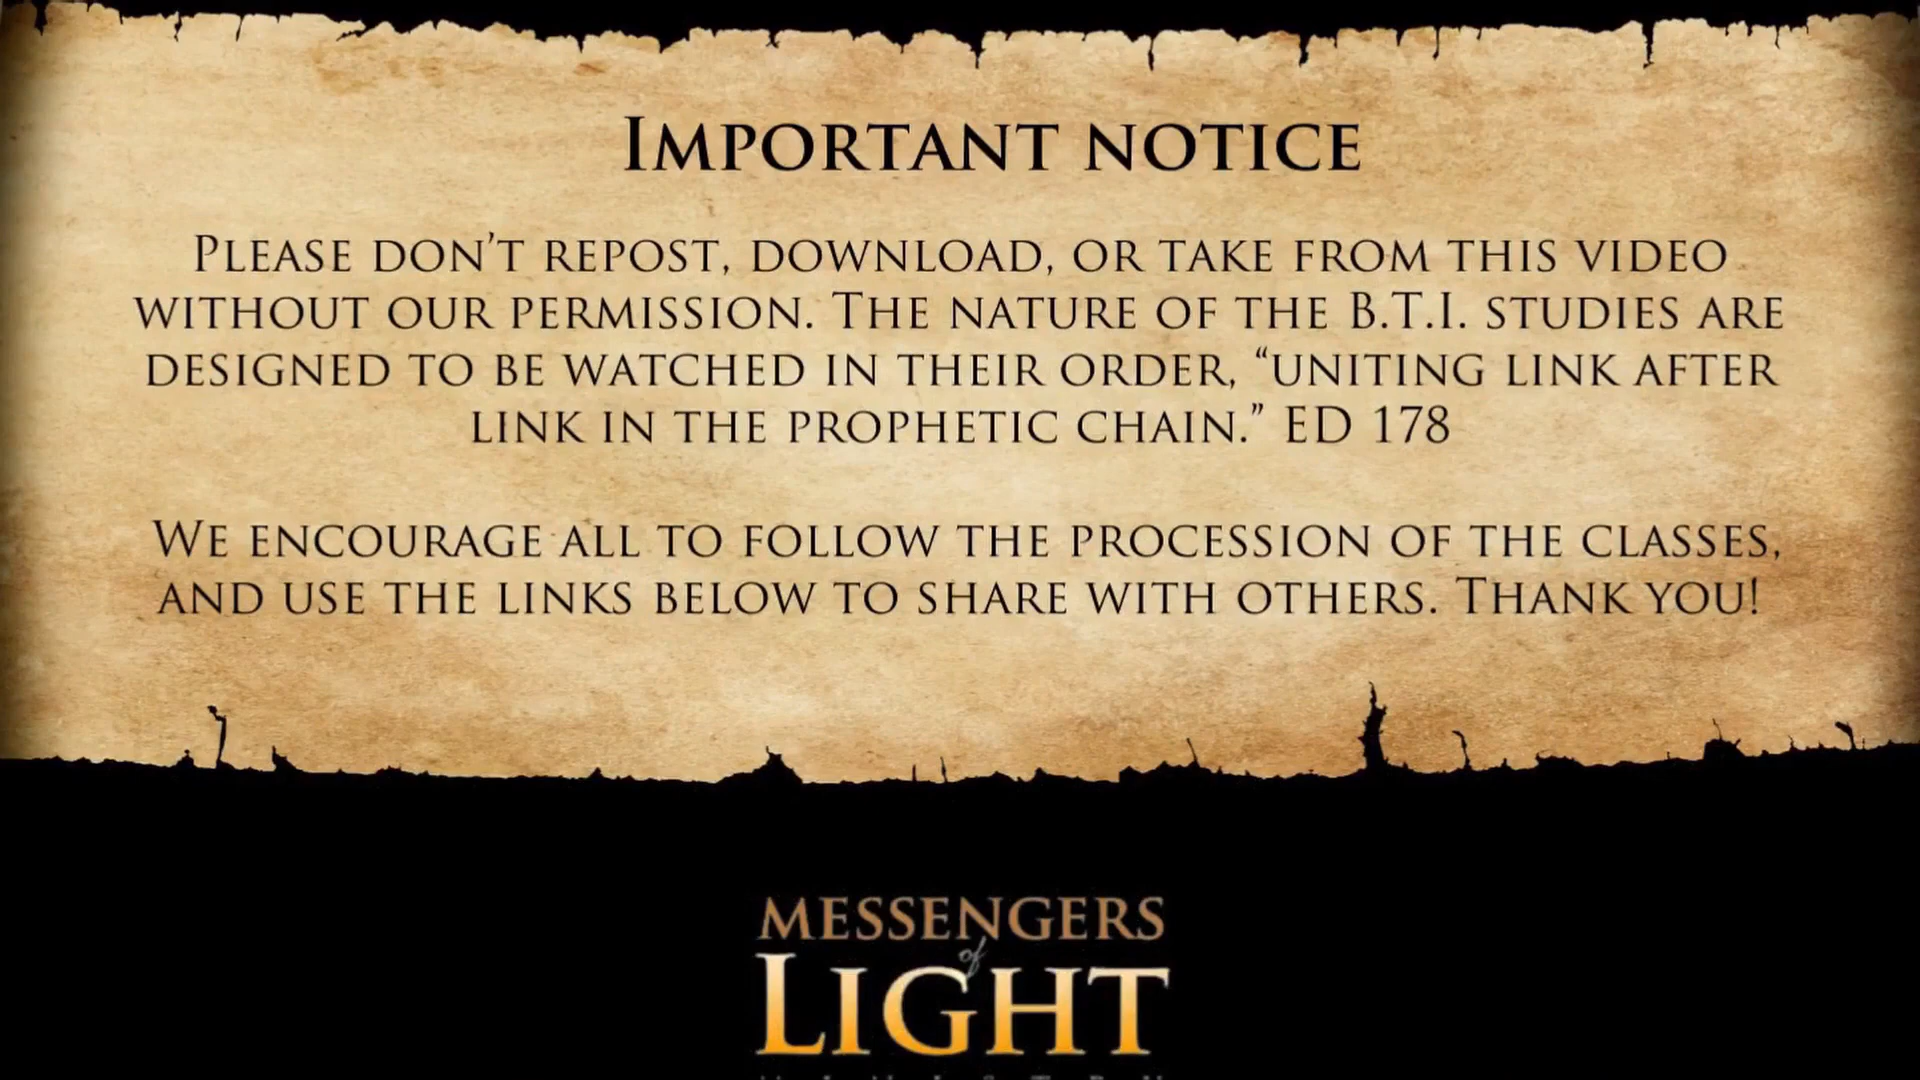 IMPORTANT NOTICE
PLEASE DON'T REPOST, DOWNLOAD, OR TAKE FROM THIS VIDEO
WITHOUT OUR PERMISSION. THE NATURE OF THE B.T.I. STUDIES ARE
DESIGNED TO BE WATCHED IN THEIR ORDER, “UNITING LINK AFTER
LINK IN THE PROPHETIC CHAIN.” ED 178
WE ENCOURAGE ALL TO FOLLOW THE PROCESSION OF THE CLASSES,
AND USE THE LINKS BELOW TO SHARE WITH OTHERS. THANK YOU!
MESSENGERS
of
LIGHT